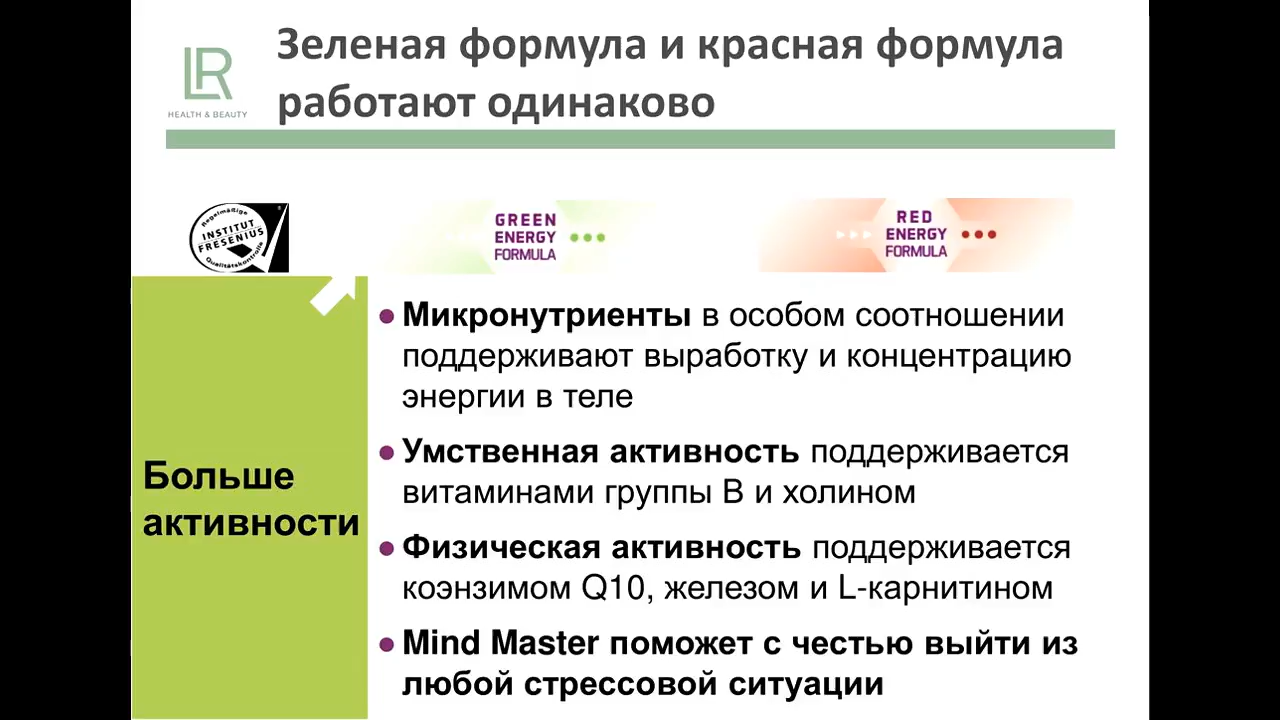 Зеленая формула и красная формула
работают одинаково
LR
HEALTH & BEAUTY
Regelmäßige
INSTITUT
FRESENIUS
Qualitätskontrolle
GREEN
ENERGY
FORMULA
RED
ENERGY
FORMULA
Больше
активности
Микронутриенты в особом соотношении
поддерживают выработку и концентрацию
энергии в теле
Умственная активность поддерживается
витаминами группы В и холином
Физическая активность поддерживается
коэнзимом Q10, железом и L-карнитином
Mind Master поможет с честью выйти из
любой стрессовой ситуации